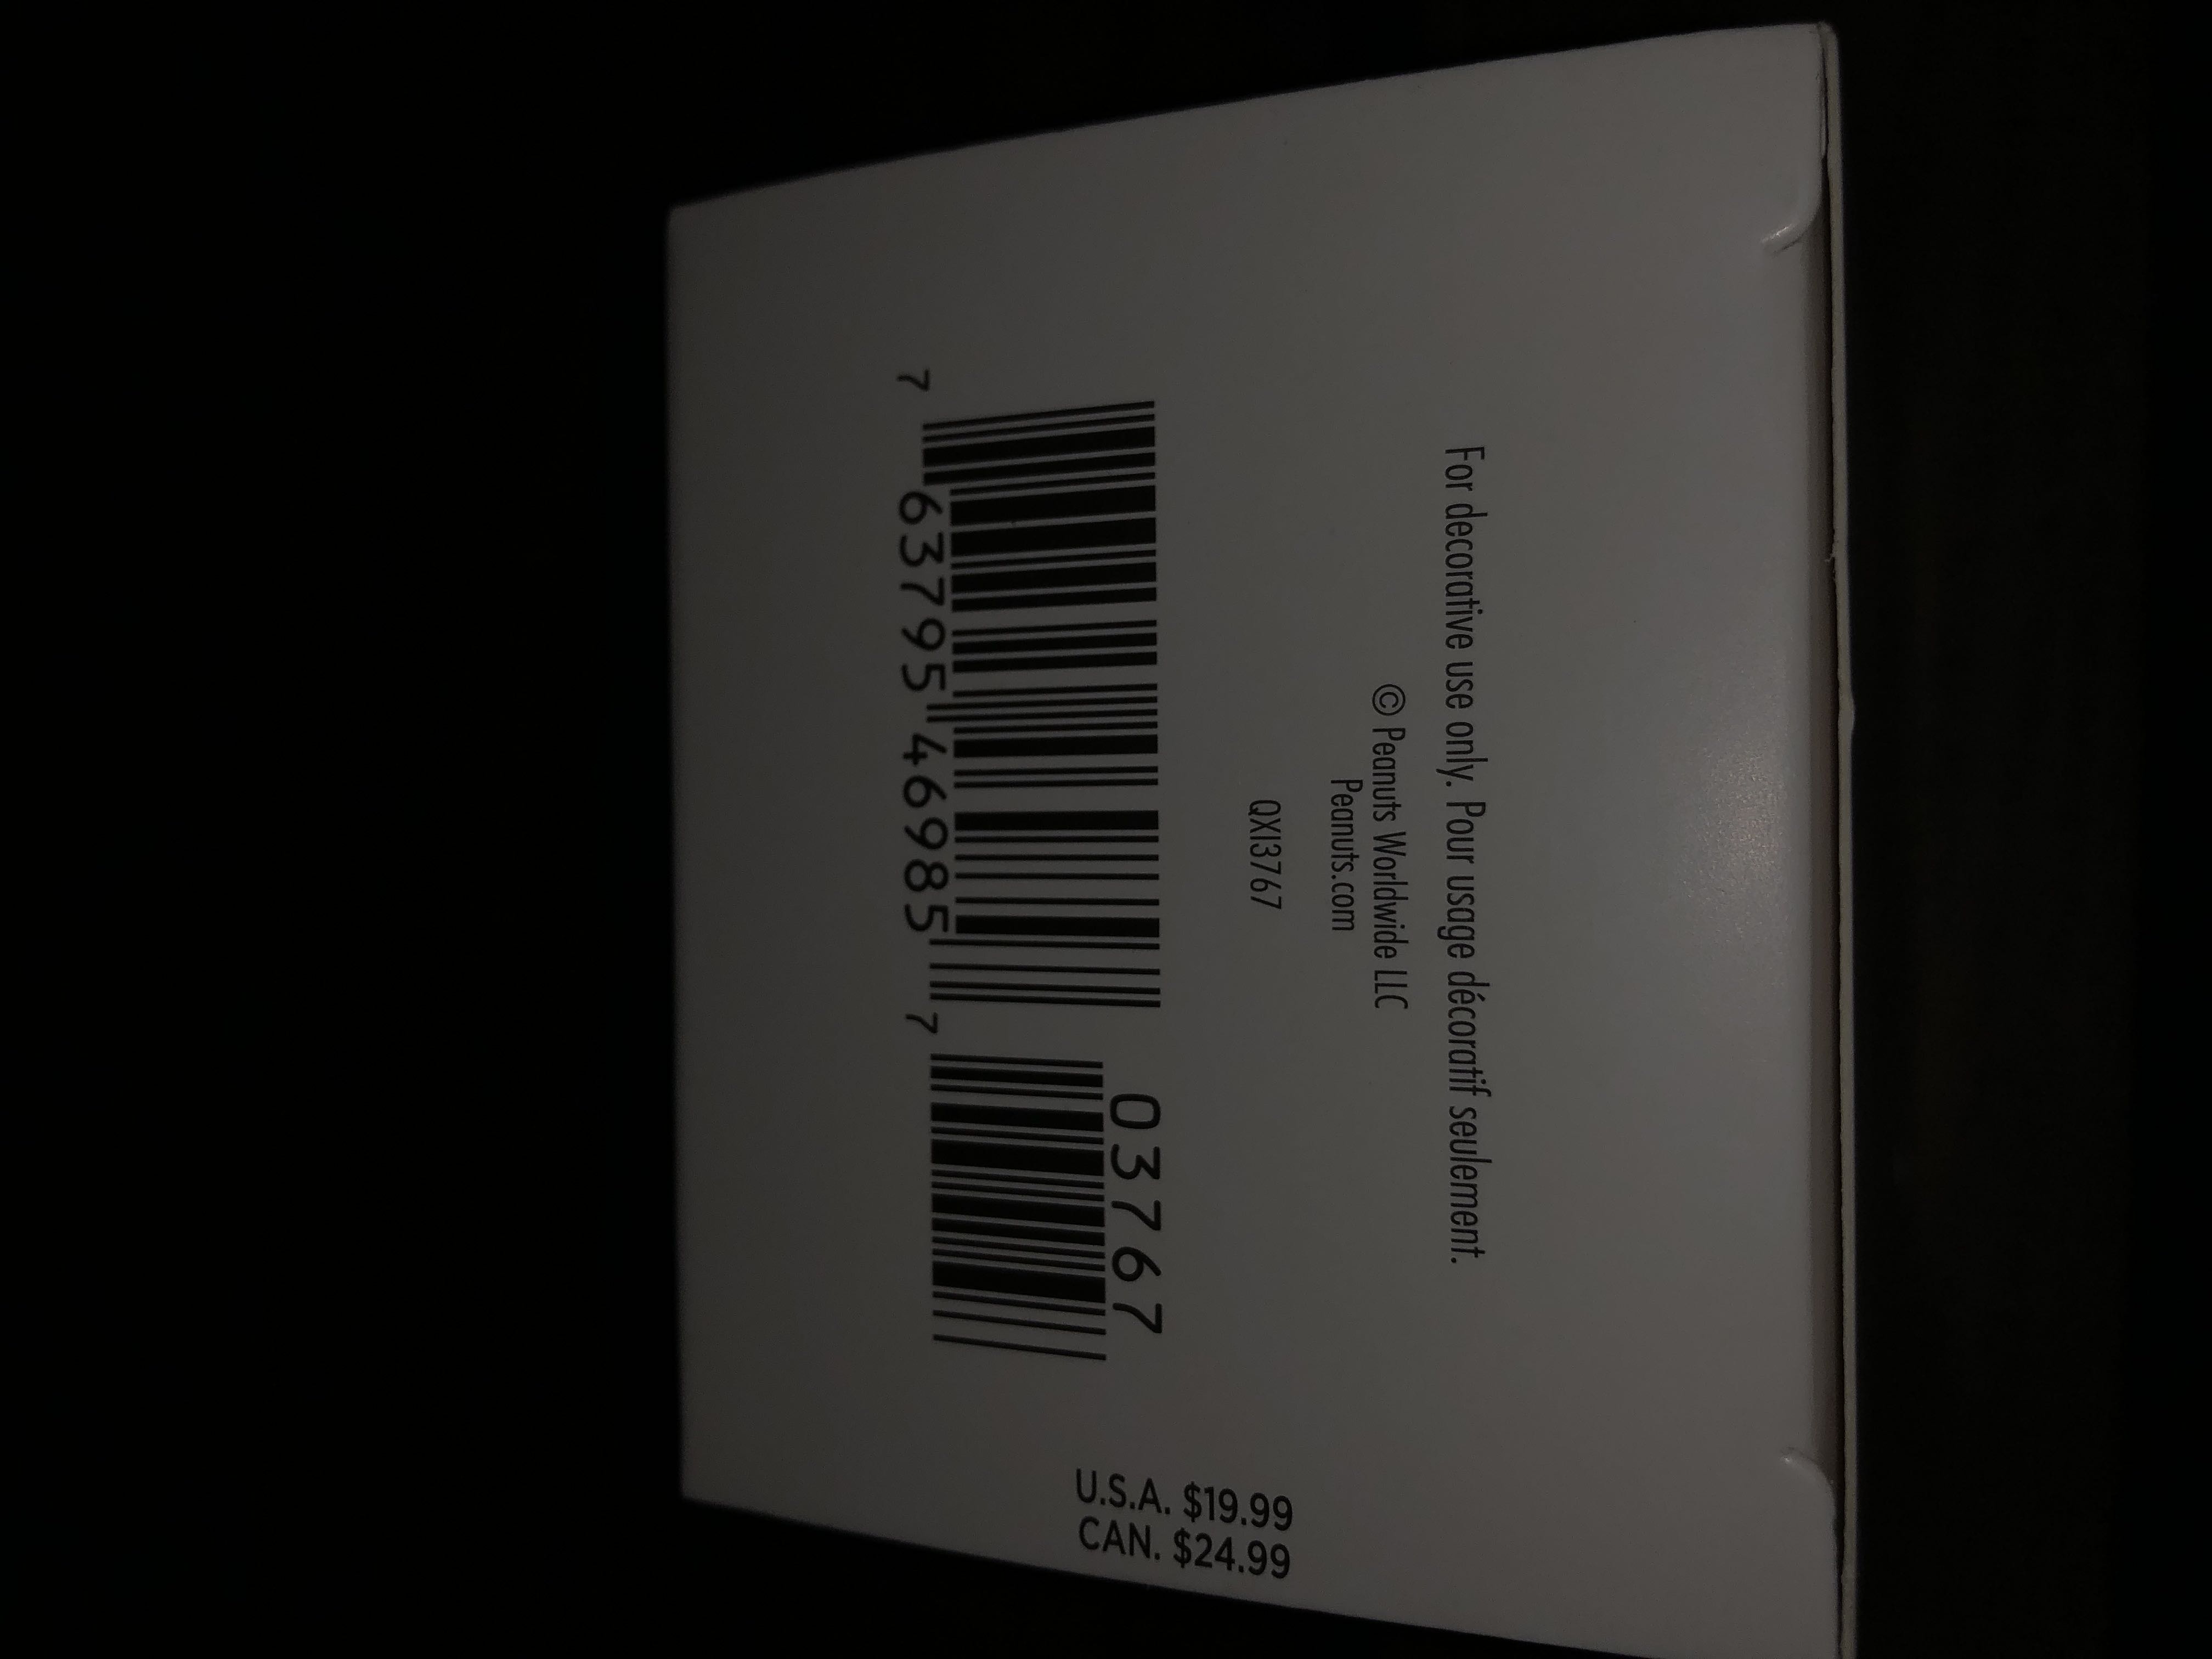 For decorative use only. Pour usage décoratif seulement.
© Peanuts Worldwide LLC
Peanuts.com
QXI3767
03767
7 63795 46985 7
U.S.A. $19.99
CAN. $24.99